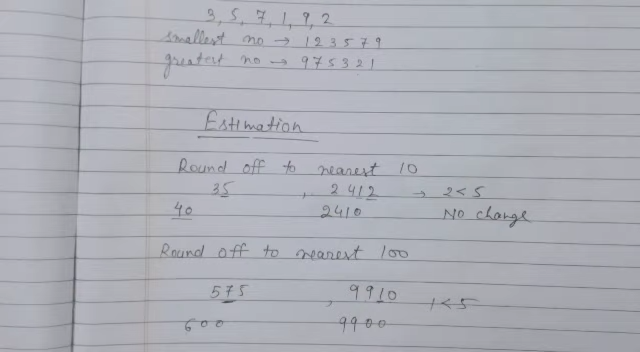 3, 5, 7, 1, 9, 2
smallest no → 123579
greatest no → 975321
Estimation
Round off to nearest 10
35 , 2412 → 2<5
40 2410 No change
Round off to nearest 100
575 , 9910 1<5
600 9900